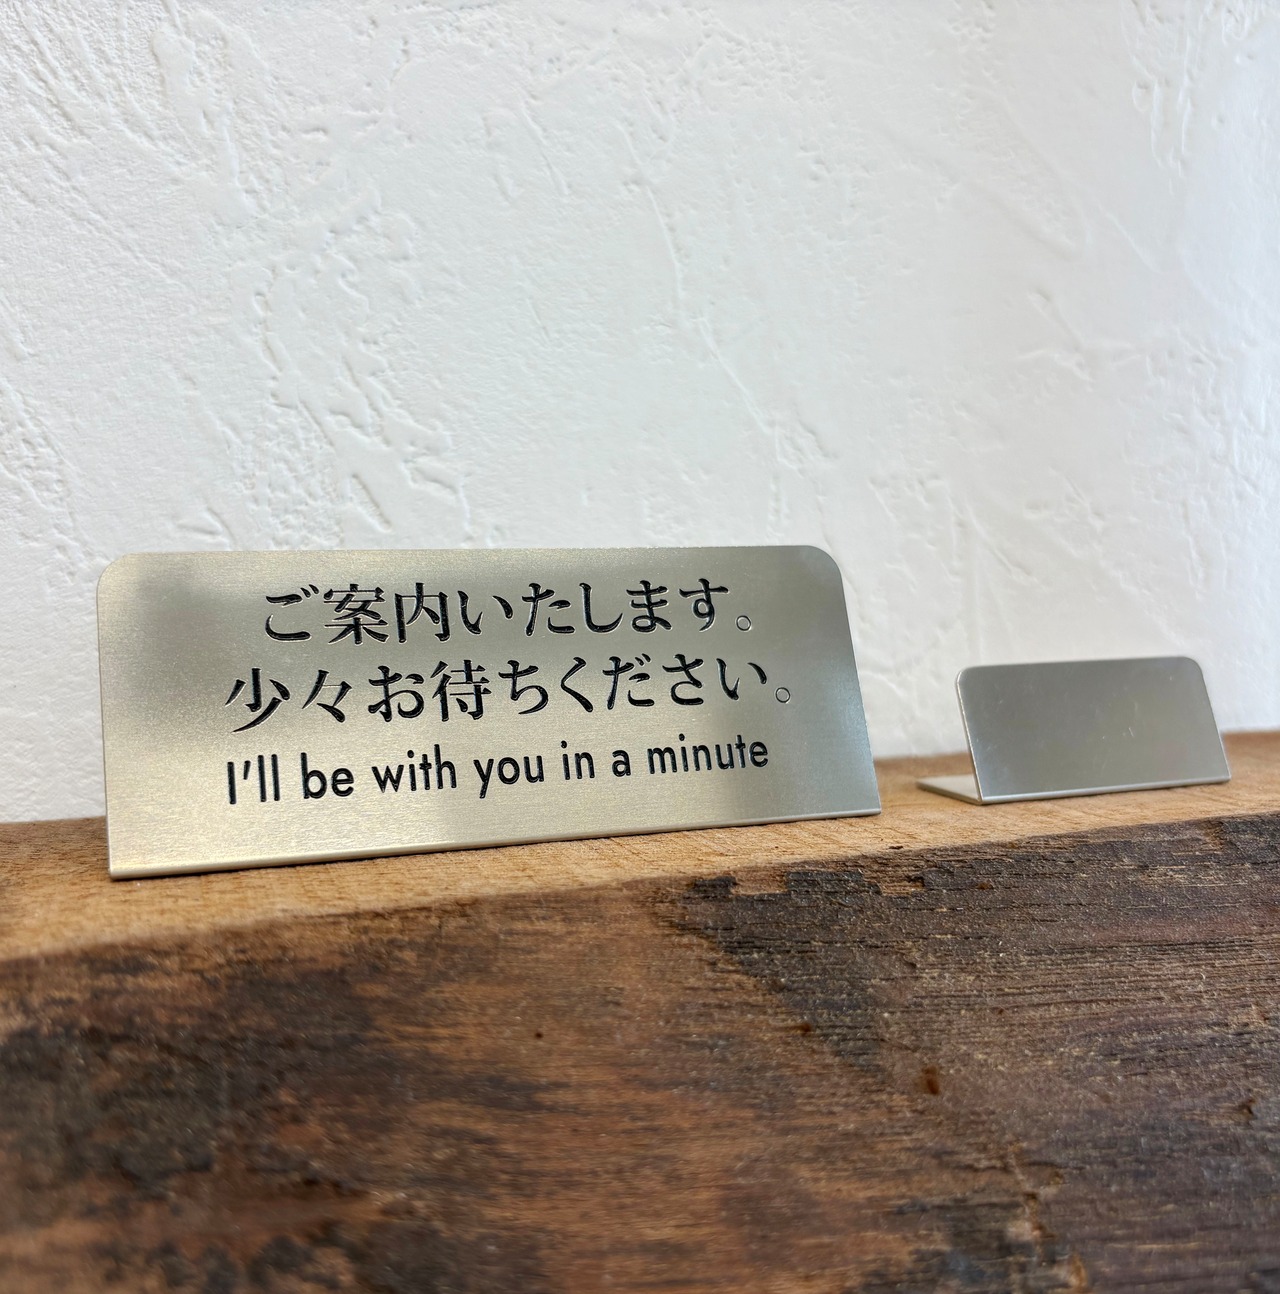 ご案内いたします。
少々お待ちください。
I'll be with you in a minute